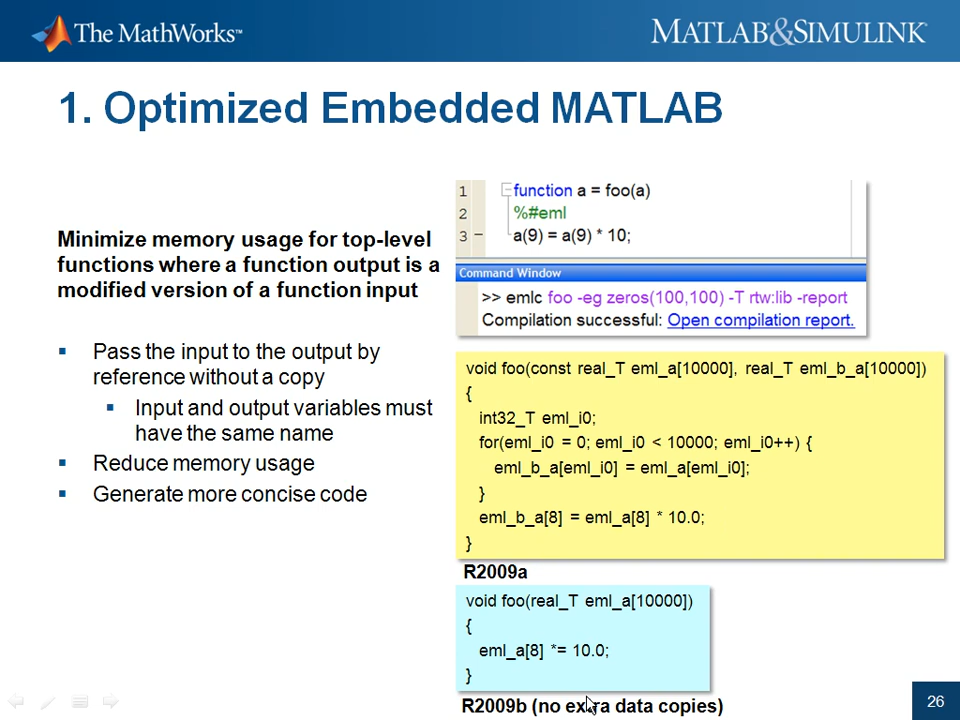 The MathWorks™
MATLAB&SIMULINK®
1. Optimized Embedded MATLAB
Minimize memory usage for top-level
functions where a function output is a
modified version of a function input
▪ Pass the input to the output by
reference without a copy
▪ Input and output variables must
have the same name
▪ Reduce memory usage
▪ Generate more concise code
1 function a = foo(a)
2 %#eml
3 – a(9) = a(9) * 10;
Command Window
>> emlc foo -eg zeros(100,100) -T rtw:lib -report
Compilation successful: Open compilation report.
void foo(const real_T eml_a[10000], real_T eml_b_a[10000])
{
int32_T eml_i0;
for(eml_i0 = 0; eml_i0 < 10000; eml_i0++) {
eml_b_a[eml_i0] = eml_a[eml_i0];
}
eml_b_a[8] = eml_a[8] * 10.0;
}
R2009a
void foo(real_T eml_a[10000])
{
eml_a[8] *= 10.0;
}
R2009b (no extra data copies)
26